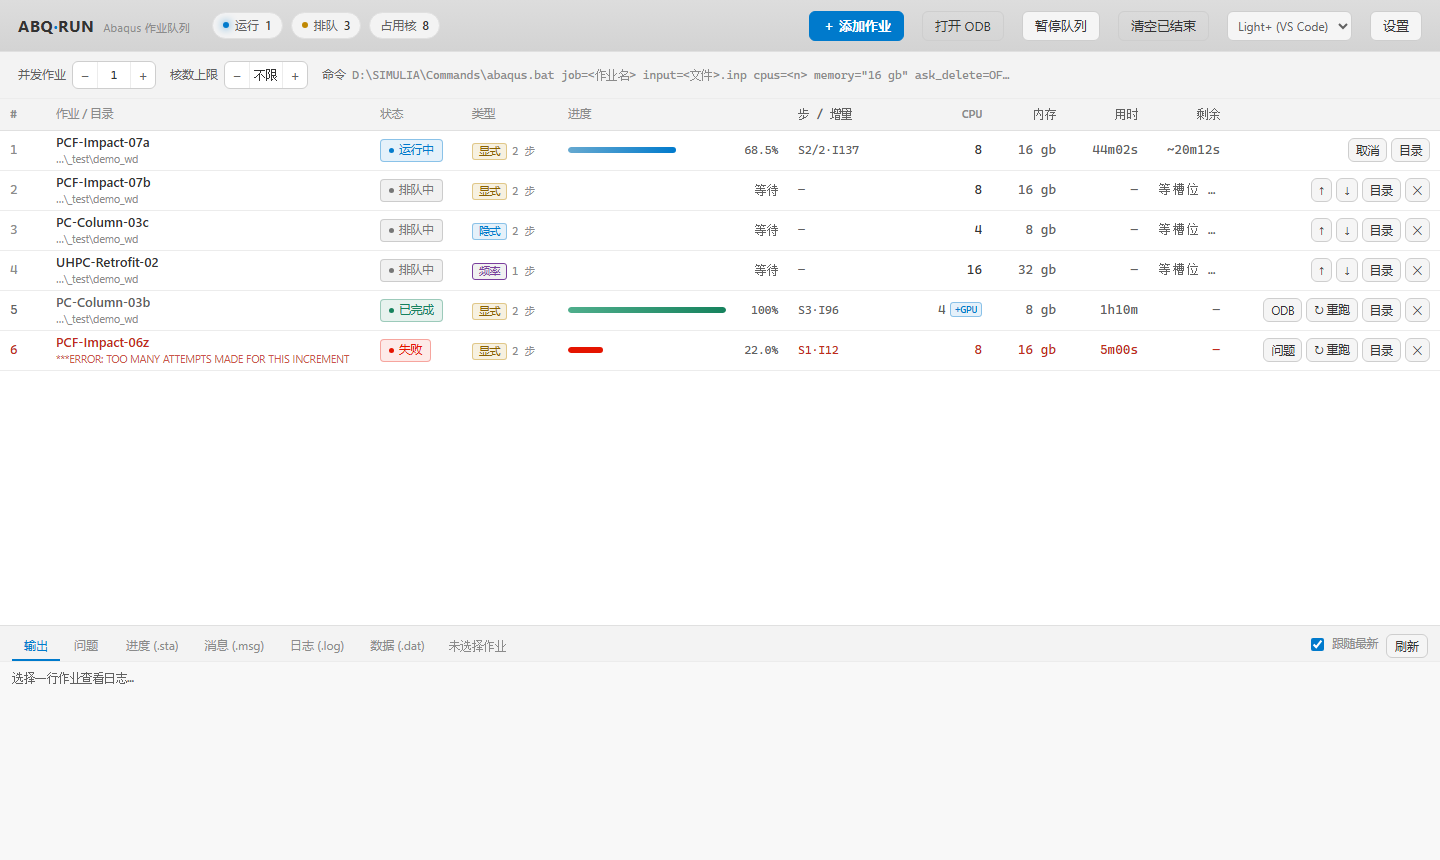 ABQ·RUN Abaqus 作业队列 运行 1 排队 3 占用核 8 + 添加作业 打开 ODB 暂停队列 清空已结束 Light+ (VS Code) 设置
并发作业 − 1 + 核数上限 − 不限 + 命令 D:\SIMULIA\Commands\abaqus.bat job=<作业名> input=<文件>.inp cpus=<n> memory="16 gb" ask_delete=OF…
# 作业 / 目录 状态 类型 进度 步 / 增量 CPU 内存 用时 剩余
1 PCF-Impact-07a 运行中 显式 2 步 68.5% S2/2·I137 8 16 gb 44m02s ~20m12s 取消 目录
…\_test\demo_wd
2 PCF-Impact-07b 排队中 显式 2 步 等待 — 8 16 gb — 等槽位 … ↑ ↓ 目录 ×
…\_test\demo_wd
3 PC-Column-03c 排队中 隐式 2 步 等待 — 4 8 gb — 等槽位 … ↑ ↓ 目录 ×
…\_test\demo_wd
4 UHPC-Retrofit-02 排队中 频率 1 步 等待 — 16 32 gb — 等槽位 … ↑ ↓ 目录 ×
…\_test\demo_wd
5 PC-Column-03b 已完成 显式 2 步 100% S3·I96 4 +GPU 8 gb 1h10m — ODB ↻ 重跑 目录 ×
…\_test\demo_wd
6 PCF-Impact-06z 失败 显式 2 步 22.0% S1·I12 8 16 gb 5m00s — 问题 ↻ 重跑 目录 ×
***ERROR: TOO MANY ATTEMPTS MADE FOR THIS INCREMENT
输出 问题 进度 (.sta) 消息 (.msg) 日志 (.log) 数据 (.dat) 未选择作业 跟随最新 刷新
选择一行作业查看日志…